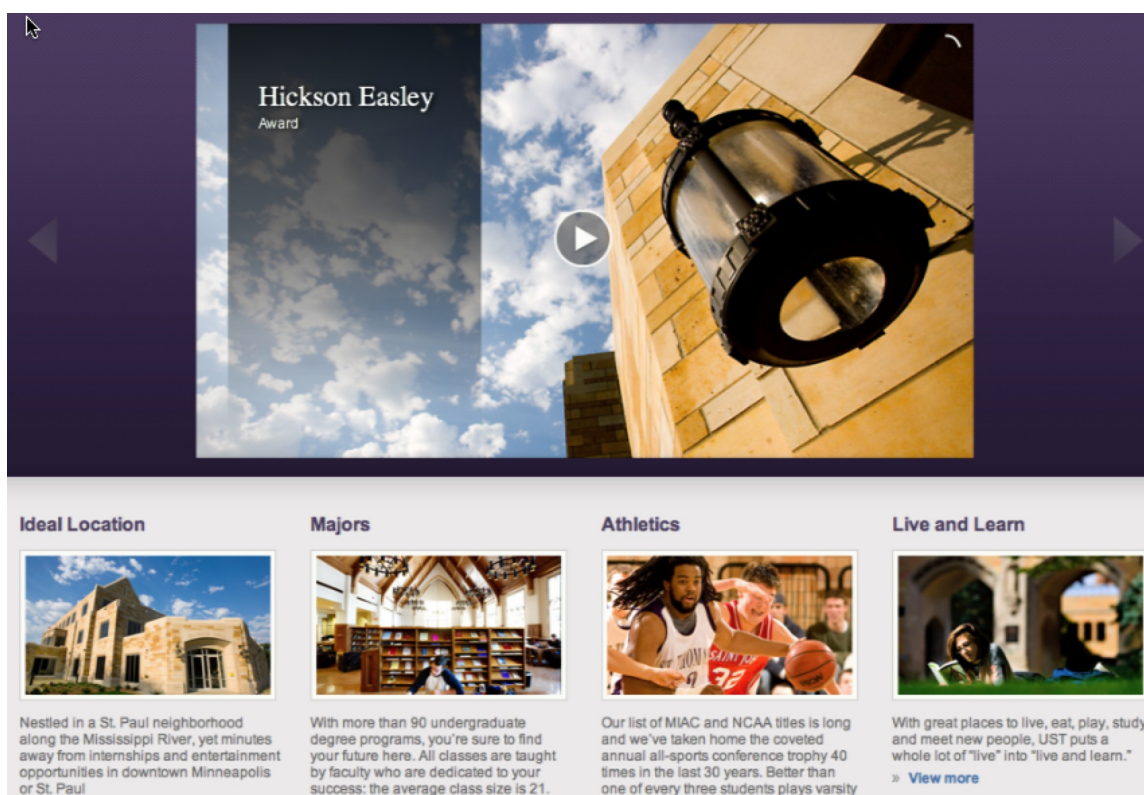 Hickson Easley
Award
Ideal Location
Majors
Athletics
Live and Learn
Nestled in a St. Paul neighborhood
along the Mississippi River, yet minutes
away from internships and entertainment
opportunities in downtown Minneapolis
or St. Paul
With more than 90 undergraduate
degree programs, you're sure to find
your future here. All classes are taught
by faculty who are dedicated to your
success: the average class size is 21.
Our list of MIAC and NCAA titles is long
and we've taken home the coveted
annual all-sports conference trophy 40
times in the last 30 years. Better than
one of every three students plays varsity
With great places to live, eat, play, study
and meet new people, UST puts a
whole lot of "live" into "live and learn."
» View more